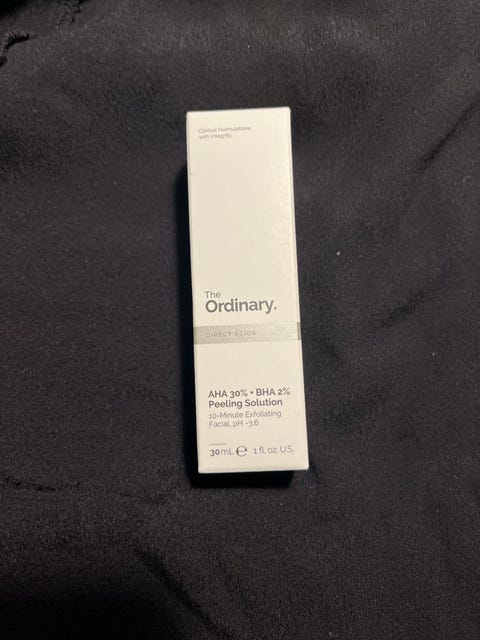 Clinical Formulations
with Integrity.
The
Ordinary.
DIRECT ACIDS
AHA 30% + BHA 2%
Peeling Solution
10-Minute Exfoliating
Facial, pH ~3.6
30 mL ℮ 1 fl. oz. U.S.